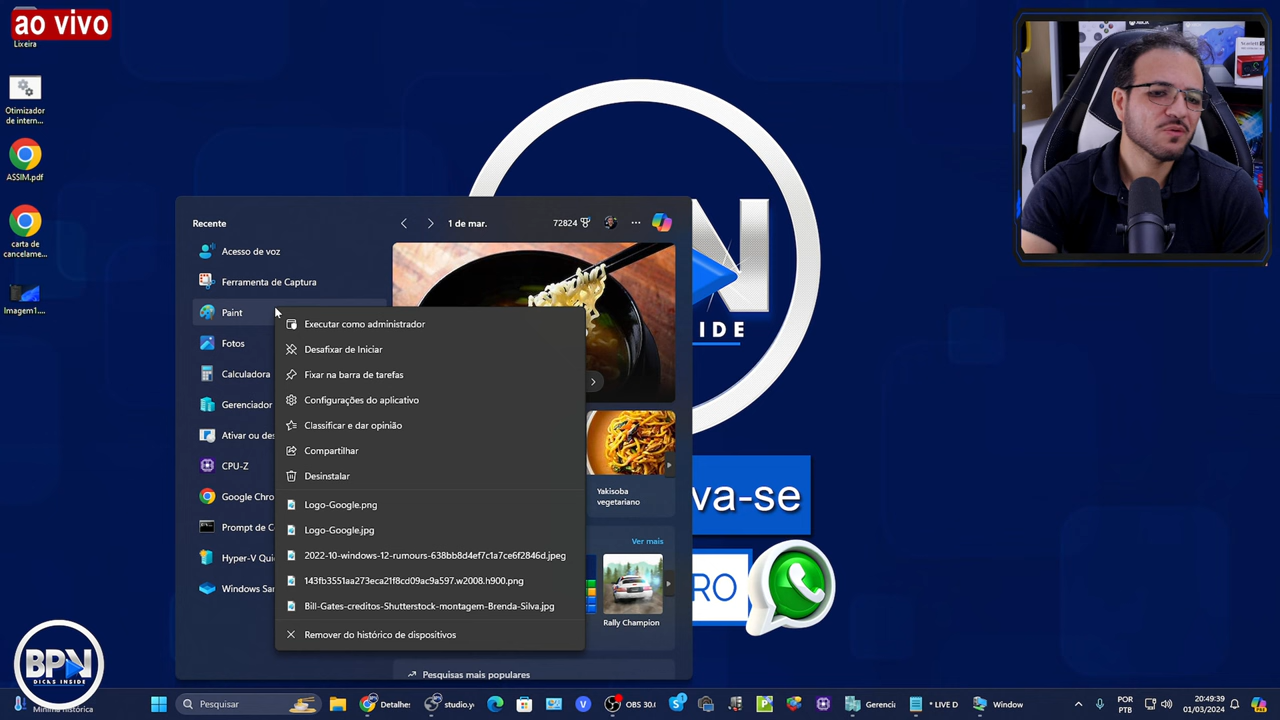 ao vivo
Lixeira
Otimizador
de intern...
ASSIM.pdf
carta de
cancelame...
Imagem1....
Recente
1 de mar.
72824
Acesso de voz
Ferramenta de Captura
Paint
Fotos
Calculadora
Gerenciador
Ativar ou des
CPU-Z
Google Chro
Prompt de C
Hyper-V Quic
Windows San
Executar como administrador
Desafixar de Iniciar
Fixar na barra de tarefas
Configurações do aplicativo
Classificar e dar opinião
Compartilhar
Desinstalar
Logo-Google.png
Logo-Google.jpg
2022-10-windows-12-rumours-638bb8d4ef7c1a7ce6f2846d.jpeg
143fb3551aa273eca21f8cd09ac9a597.w2008.h900.png
Bill-Gates-creditos-Shutterstock-montagem-Brenda-Silva.jpg
Remover do histórico de dispositivos
Yakisoba
vegetariano
Ver mais
Rally Champion
Pesquisas mais populares
N
IDE
va-se
RO
BPN
DICAS INSIDE
Mínima histórica
Pesquisar
Detalhe
studio.y
OBS 30.
Gerenci
* LIVE D
Window
POR
PTB
20:49:39
01/03/2024